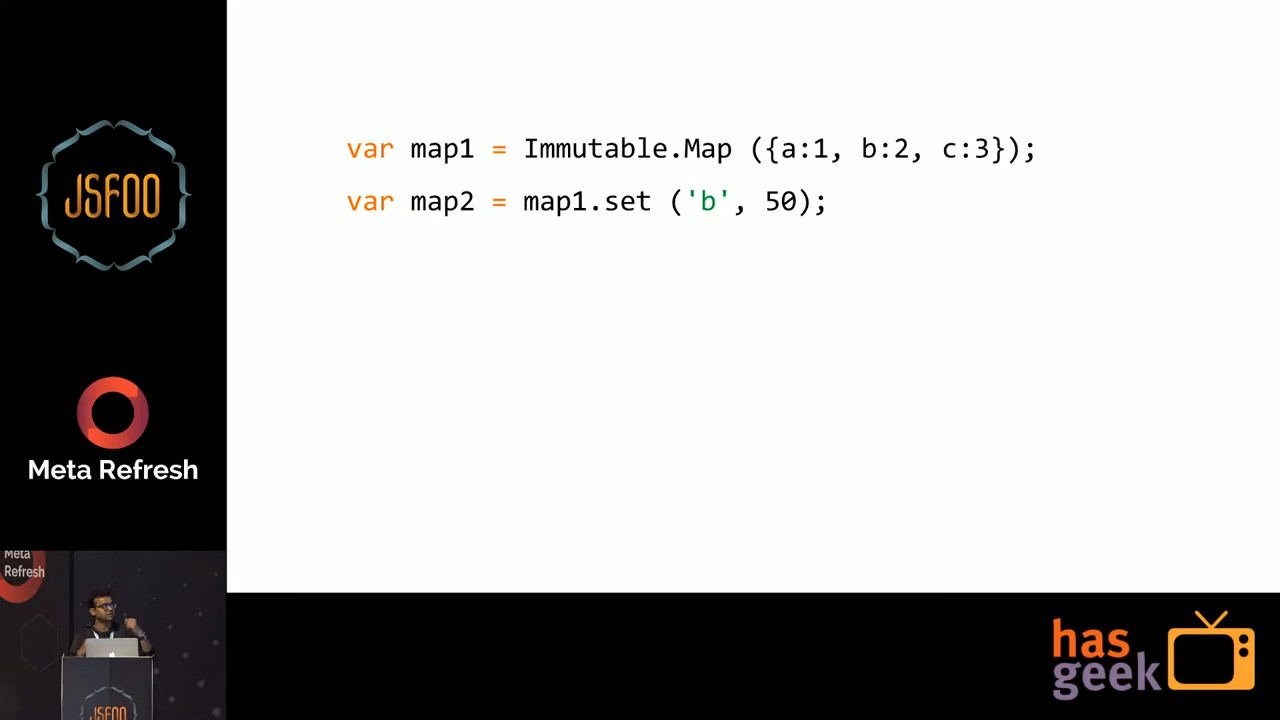 JSFOO
Meta Refresh
Meta
Refresh
JSFOO
var map1 = Immutable.Map ({a:1, b:2, c:3});
var map2 = map1.set ('b', 50);
has
geek